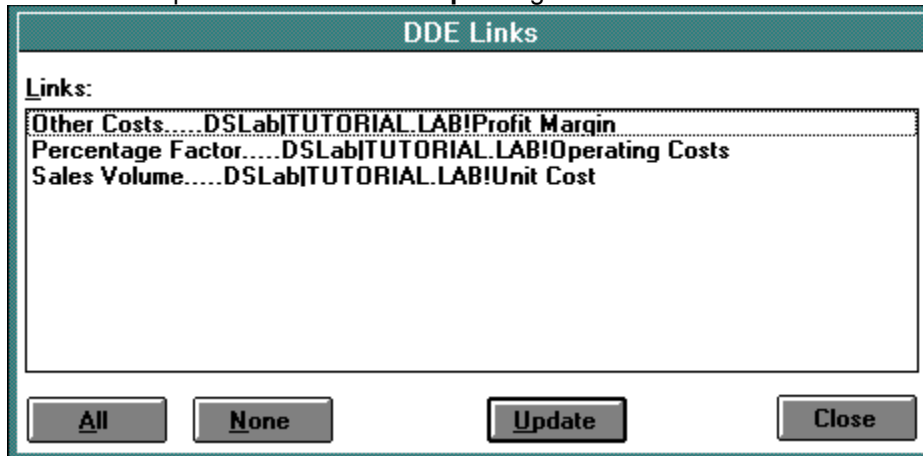 DDE Links
Links:
Other Costs.....DSLab|TUTORIAL.LAB!Profit Margin
Percentage Factor.....DSLab|TUTORIAL.LAB!Operating Costs
Sales Volume.....DSLab|TUTORIAL.LAB!Unit Cost
All None Update Close